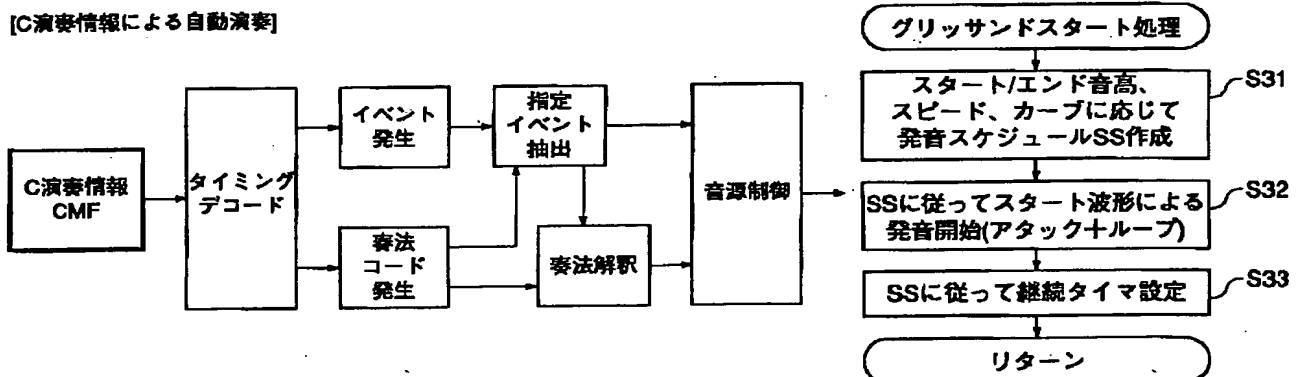 [C演奏情報による自動演奏]
C演奏情報
CMF
タイミング
デコード
イベント
発生
奏法
コード
発生
指定
イベント
抽出
奏法解釈
音源制御
グリッサンドスタート処理
スタート/エンド音高、
スピード、カーブに応じて
発音スケジュールSS作成
S31
SSに従ってスタート波形による
発音開始(アタック+ループ)
S32
SSに従って継続タイマ設定
S33
リターン